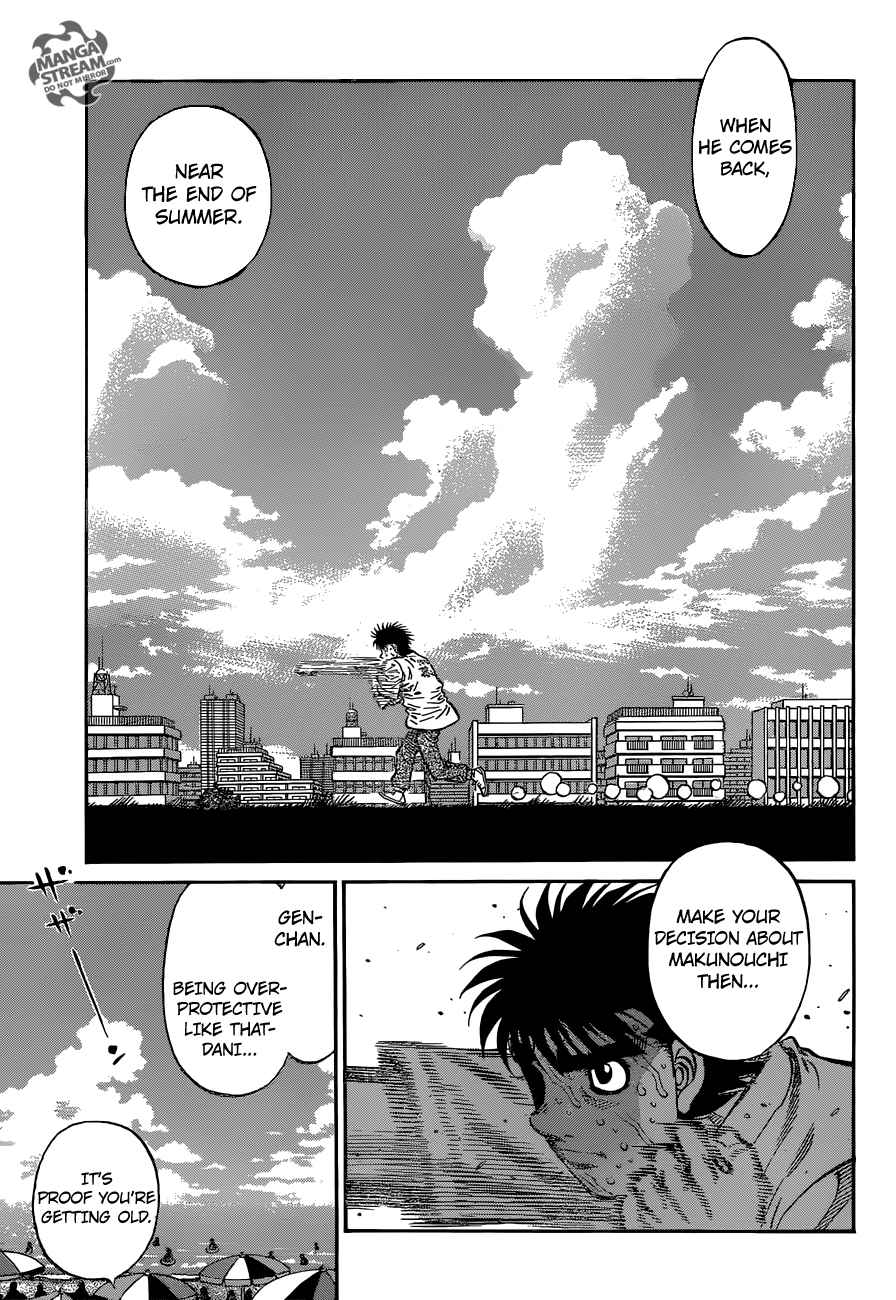 MANGA
STREAM.com
DO NOT MIRROR
WHEN
HE COMES
BACK,
NEAR
THE END OF
SUMMER.
MAKE YOUR
DECISION ABOUT
MAKUNOUCHI
THEN...
GEN-
CHAN.
BEING OVER-
PROTECTIVE
LIKE THAT-
DANI...
IT'S
PROOF YOU'RE
GETTING OLD.